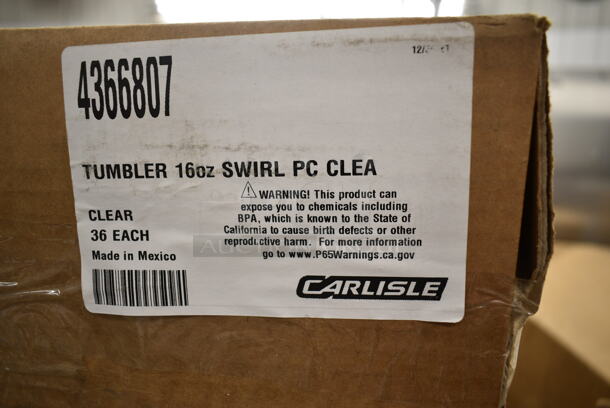 4366807
TUMBLER 16oz SWIRL PC CLEA
⚠ WARNING! This product can
expose you to chemicals including
BPA, which is known to the State of
California to cause birth defects or other
reproductive harm. For more information
go to www.P65Warnings.ca.gov
CLEAR
36 EACH
Made in Mexico
CARLISLE